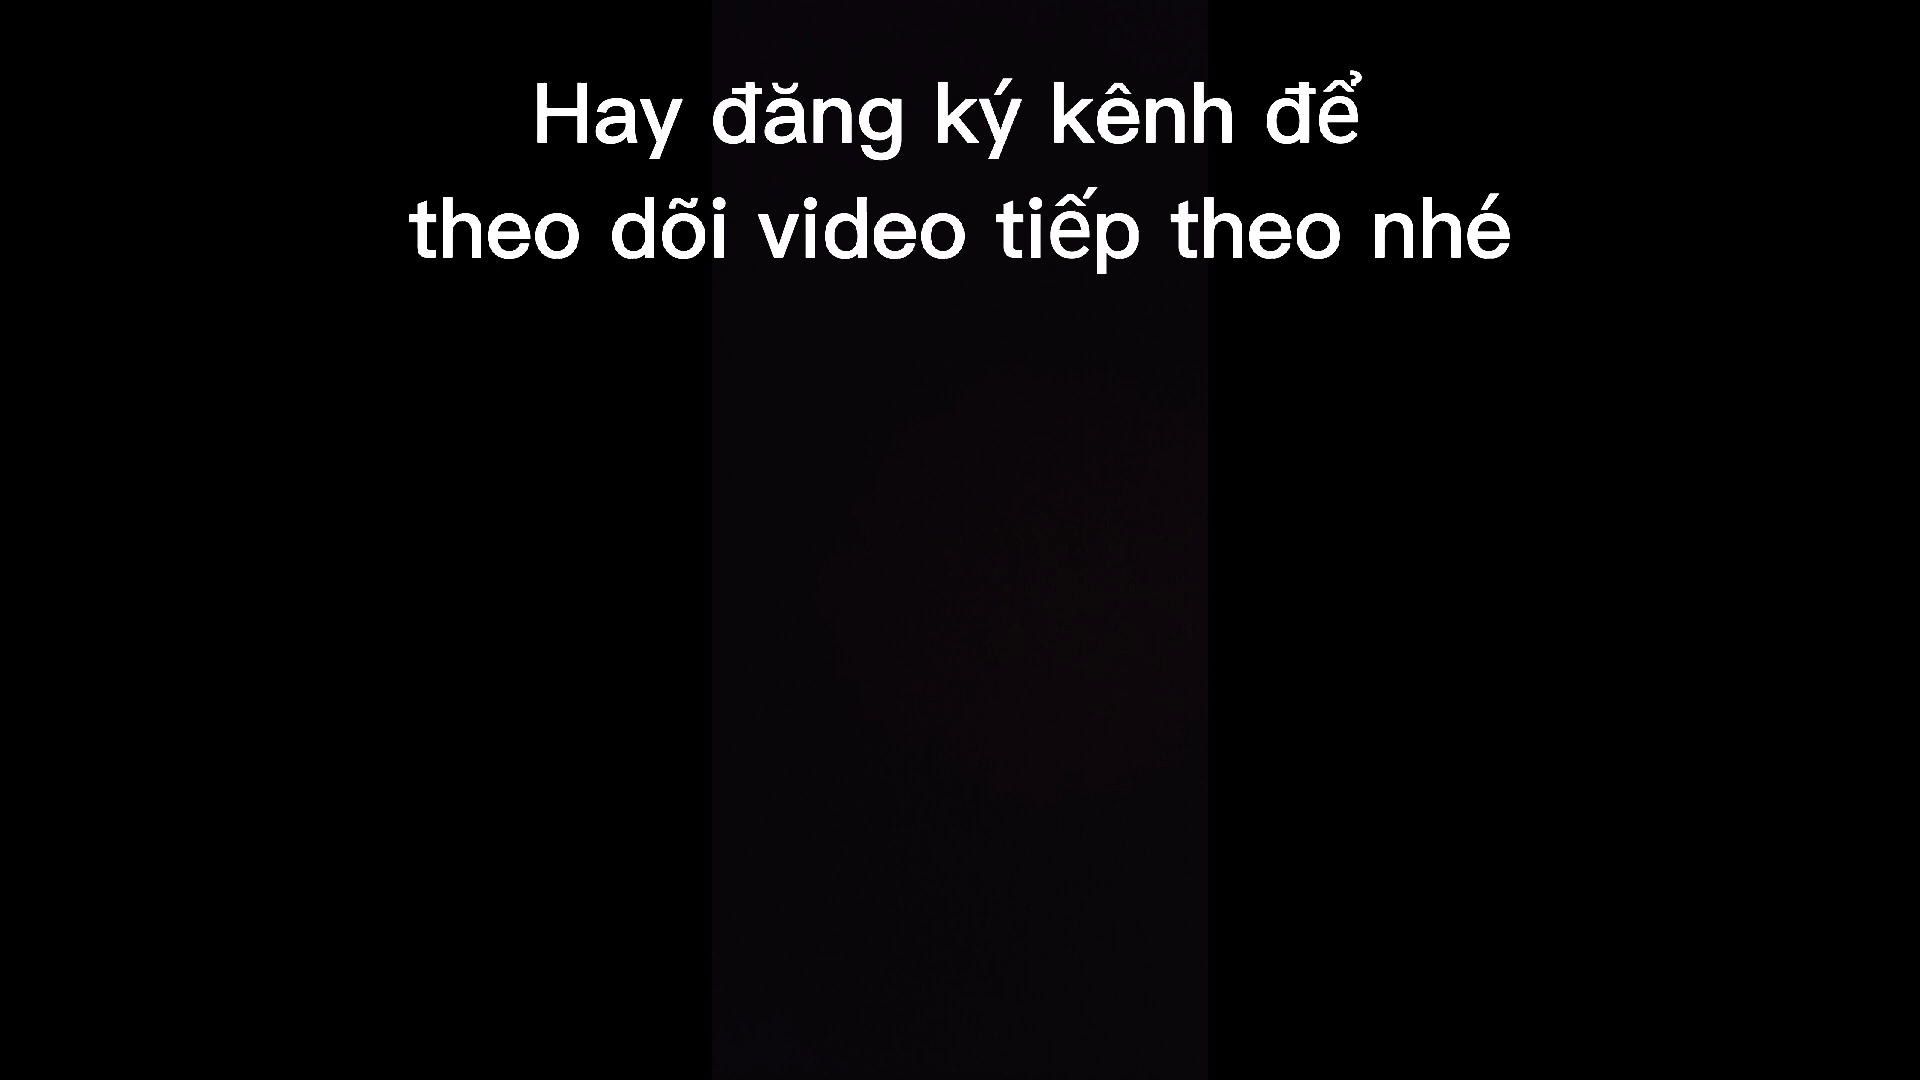 Hay đăng ký kênh để
theo dõi video tiếp theo nhé